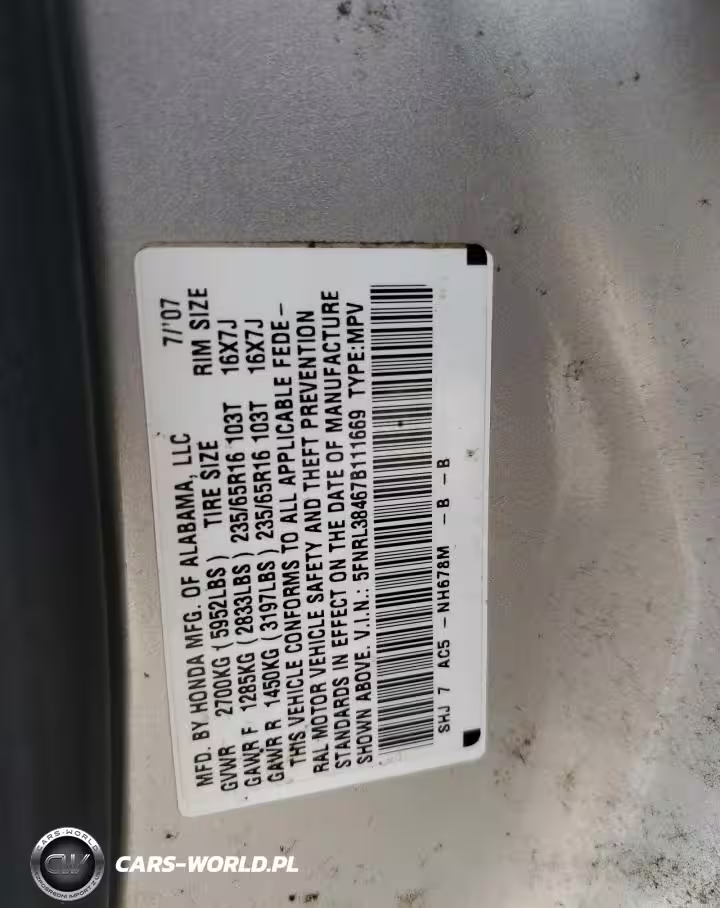 MFD. BY HONDA MFG. OF ALABAMA, LLC 7/'07
GVWR 2700KG (5952LBS) TIRE SIZE RIM SIZE
GAWR F 1285KG (2833LBS) 235/65R16 103T 16X7J
GAWR R 1450KG (3197LBS) 235/65R16 103T 16X7J
THIS VEHICLE CONFORMS TO ALL APPLICABLE FEDE-
RAL MOTOR VEHICLE SAFETY AND THEFT PREVENTION
STANDARDS IN EFFECT ON THE DATE OF MANUFACTURE
SHOWN ABOVE. V.I.N.: 5FNRL38467B111669 TYPE:MPV
SHJ 7 AC5 -NH678M -B -B
CARS-WORLD
CW
CARS-WORLD.PL